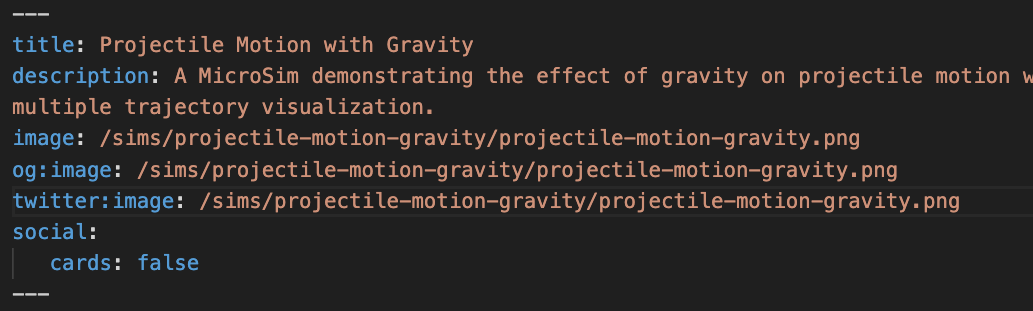 ---
title: Projectile Motion with Gravity
description: A MicroSim demonstrating the effect of gravity on projectile motion
multiple trajectory visualization.
image: /sims/projectile-motion-gravity/projectile-motion-gravity.png
og:image: /sims/projectile-motion-gravity/projectile-motion-gravity.png
twitter:image: /sims/projectile-motion-gravity/projectile-motion-gravity.png
social:
   cards: false
---